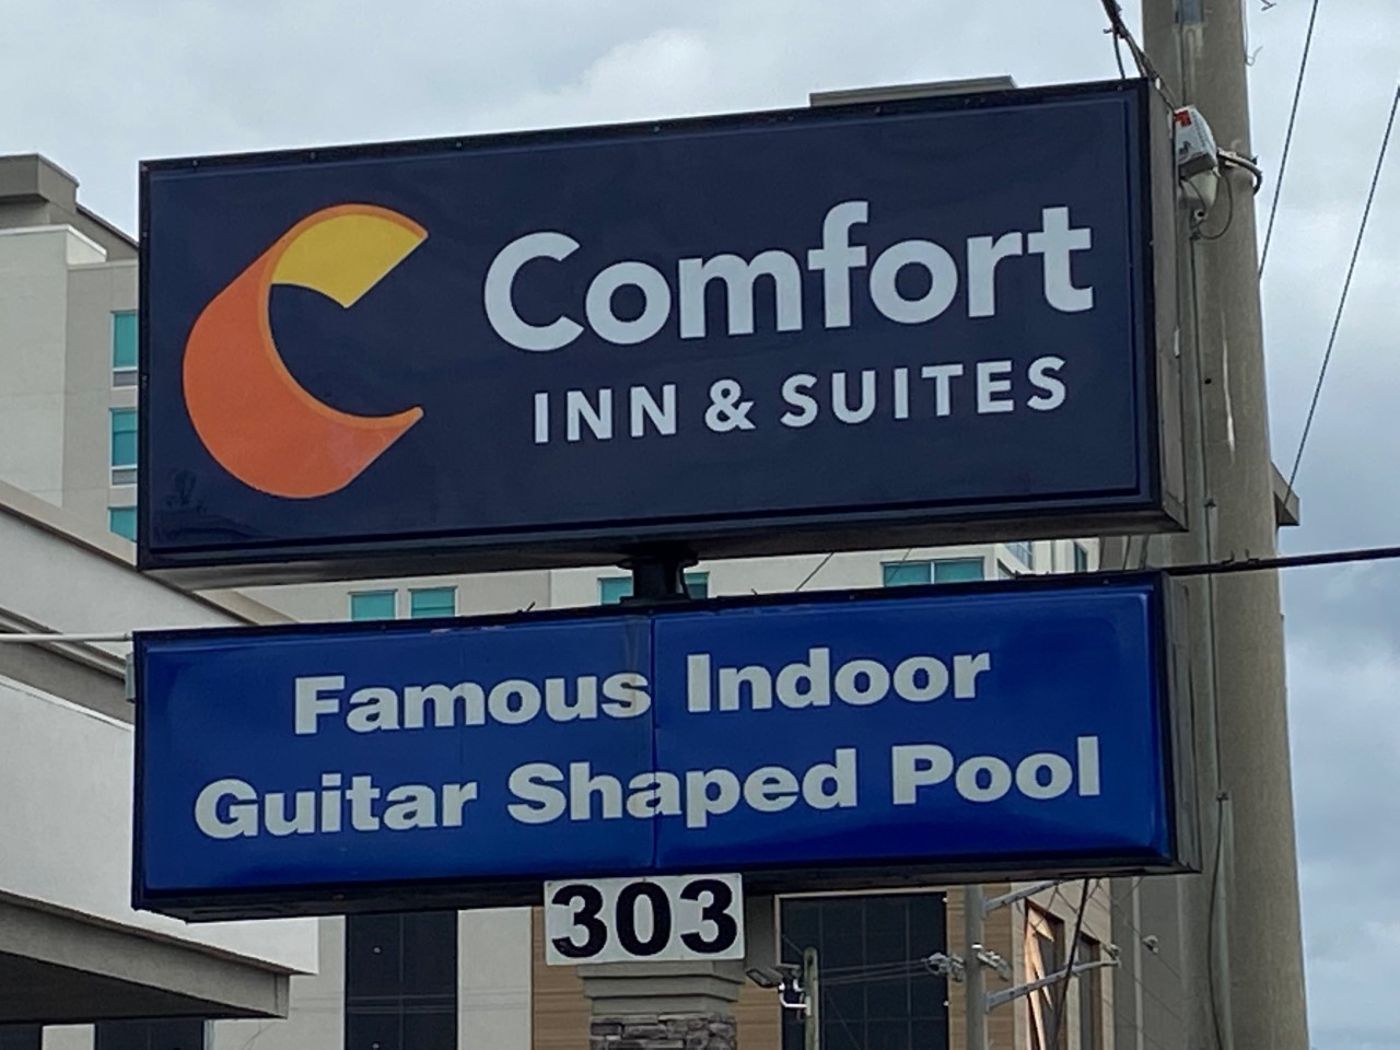 Comfort
INN & SUITES
Famous Indoor
Guitar Shaped Pool
303